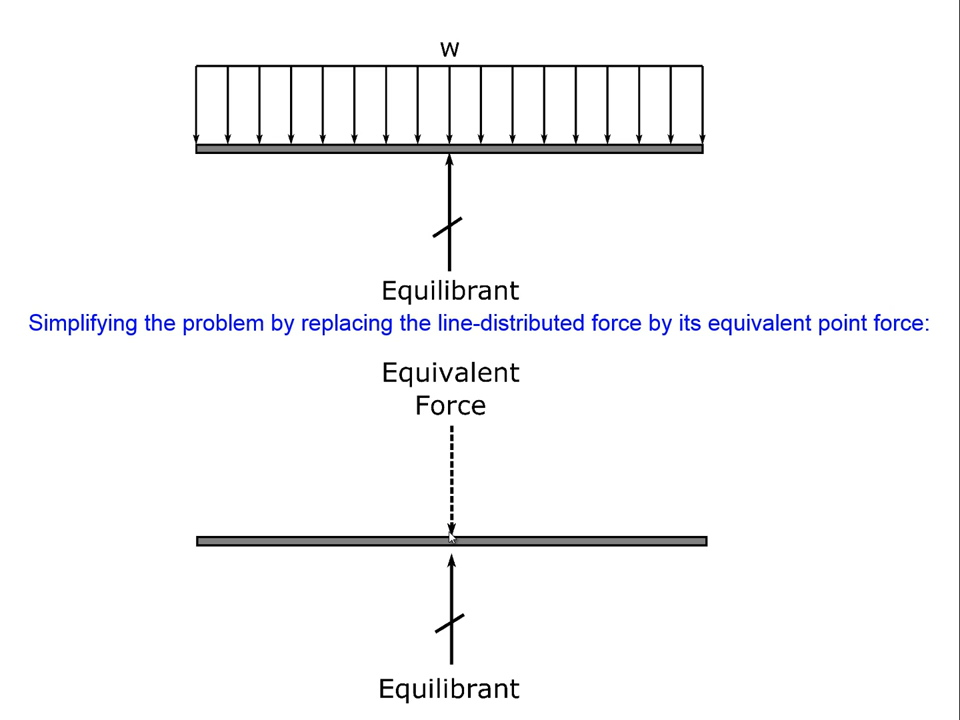 w
Equilibrant
Simplifying the problem by replacing the line-distributed force by its equivalent point force:
Equivalent
Force
Equilibrant